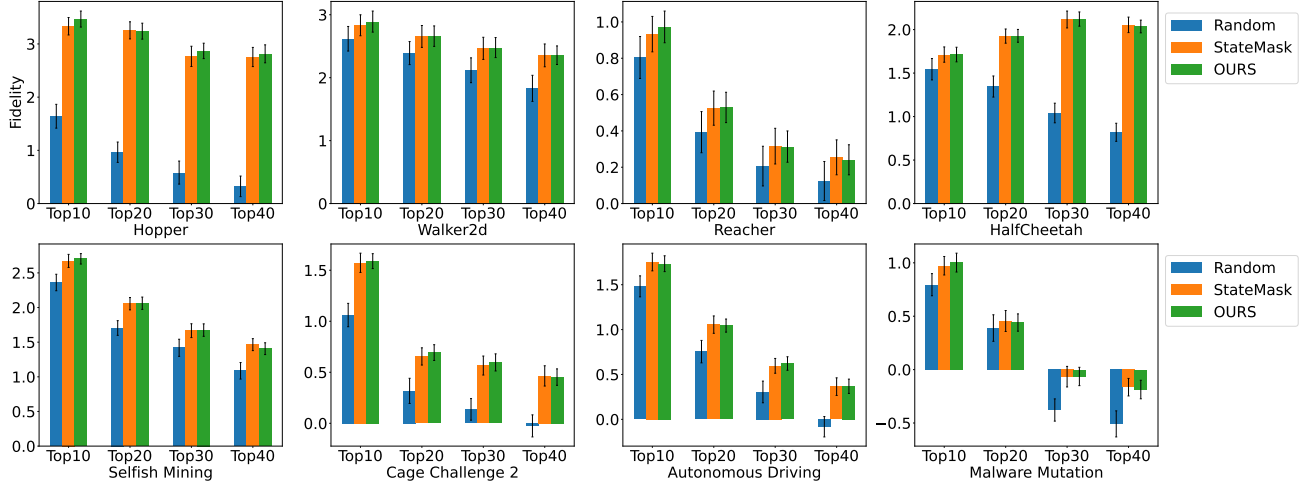 Fidelity
3
2
1
0
Top10 Top20 Top30 Top40
Hopper
3
2
1
0
Top10 Top20 Top30 Top40
Walker2d
1.0
0.8
0.6
0.4
0.2
0.0
Top10 Top20 Top30 Top40
Reacher
2.0
1.5
1.0
0.5
0.0
Top10 Top20 Top30 Top40
HalfCheetah
Random
StateMask
OURS
2.5
2.0
1.5
1.0
0.5
0.0
Top10 Top20 Top30 Top40
Selfish Mining
1.5
1.0
0.5
0.0
Top10 Top20 Top30 Top40
Cage Challenge 2
1.5
1.0
0.5
0.0
Top10 Top20 Top30 Top40
Autonomous Driving
1.0
0.5
0.0
−0.5
Top10 Top20 Top30 Top40
Malware Mutation
Random
StateMask
OURS